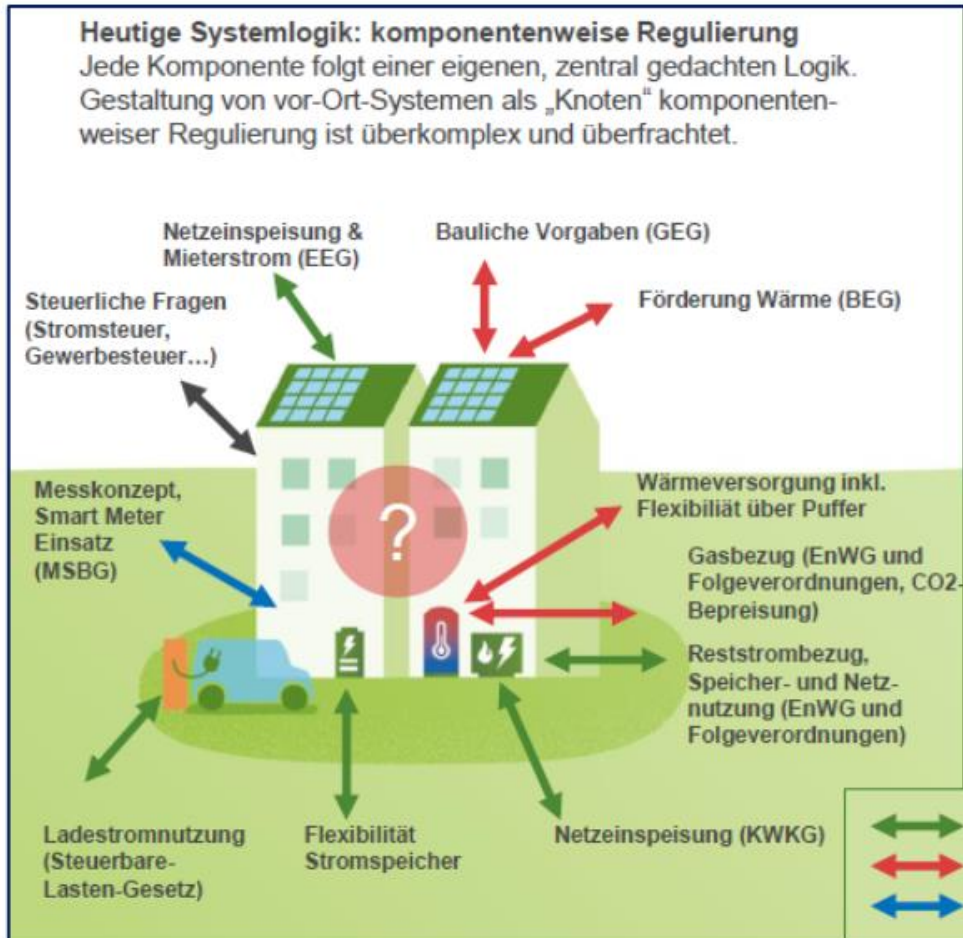 Heutige Systemlogik: komponentenweise Regulierung
Jede Komponente folgt einer eigenen, zentral gedachten Logik.
Gestaltung von vor-Ort-Systemen als „Knoten“ komponenten-
weiser Regulierung ist überkomplex und überfrachtet.
Netzeinspeisung &
Mieterstrom (EEG)
Bauliche Vorgaben (GEG)
Steuerliche Fragen
(Stromsteuer,
Gewerbesteuer...)
Förderung Wärme (BEG)
Messkonzept,
Smart Meter
Einsatz
(MSBG)
?
Wärmeversorgung inkl.
Flexibiliät über Puffer
Gasbezug (EnWG und
Folgeverordnungen, CO2-
Bepreisung)
Reststrombezug,
Speicher- und Netz-
nutzung (EnWG und
Folgeverordnungen)
Ladestromnutzung
(Steuerbare-
Lasten-Gesetz)
Flexibilität
Stromspeicher
Netzeinspeisung (KWKG)